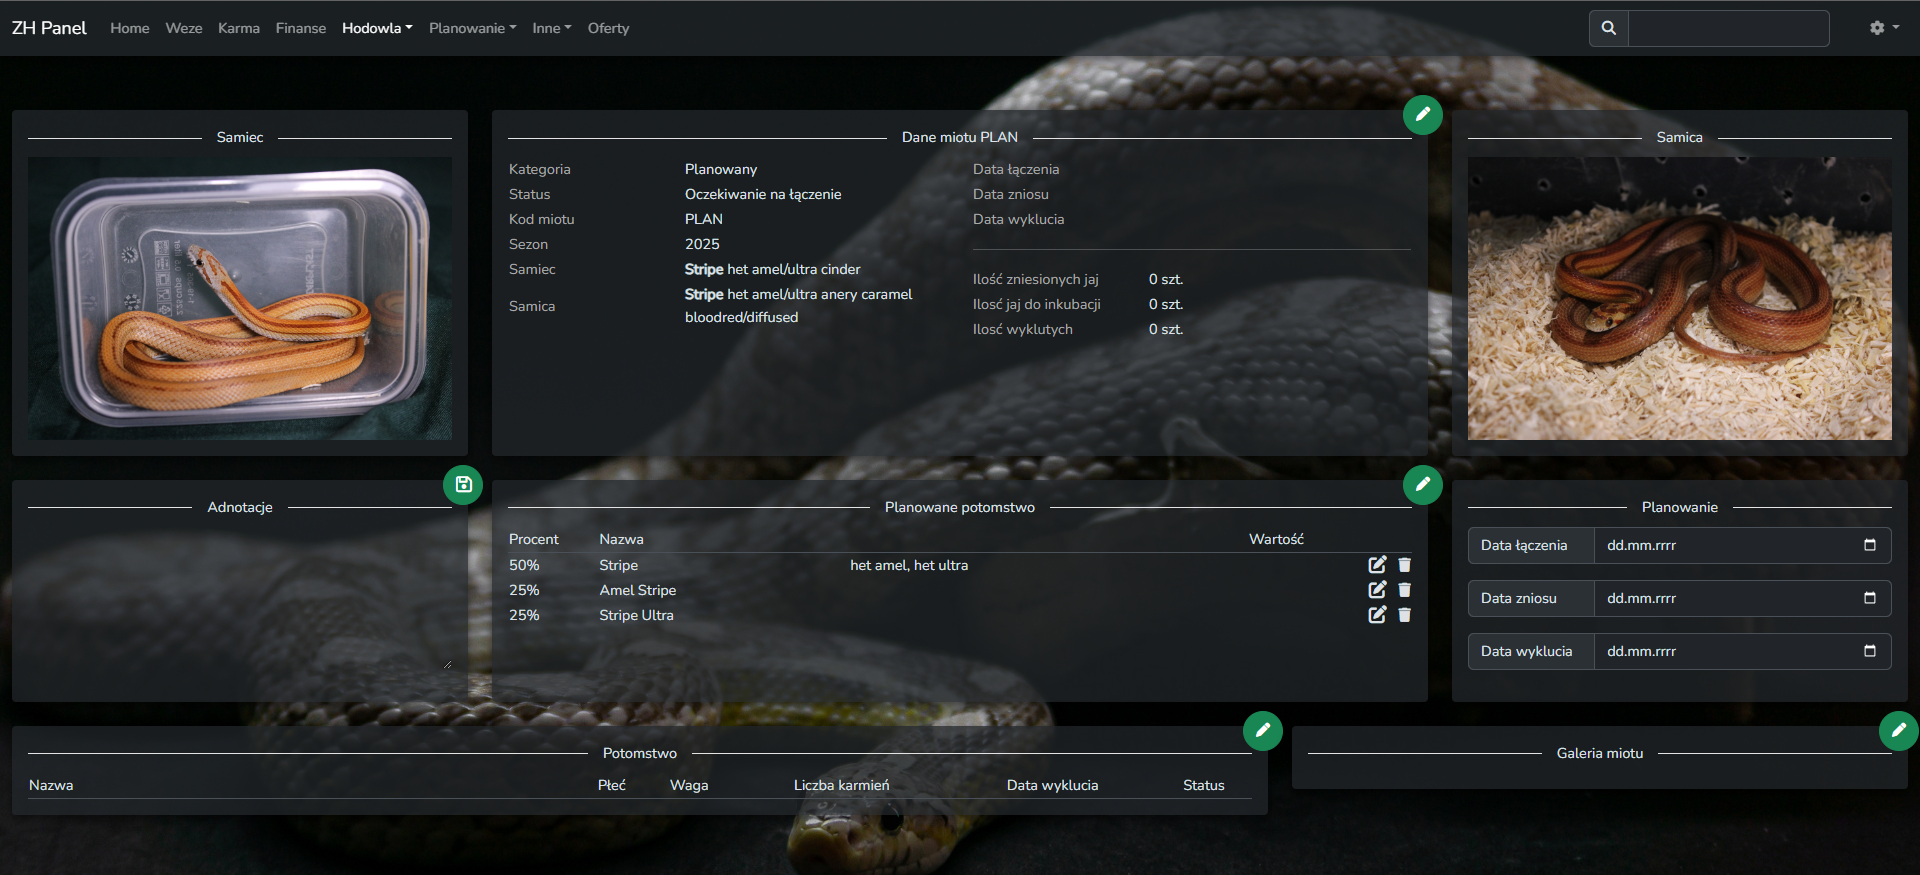 ZH Panel Home Weze Karma Finanse Hodowla Planowanie Inne Oferty
Samiec
Dane miotu PLAN
Kategoria Planowany
Status Oczekiwanie na łączenie
Kod miotu PLAN
Sezon 2025
Samiec Stripe het amel/ultra cinder
Samica Stripe het amel/ultra anery caramel
bloodred/diffused
Data łączenia
Data zniosu
Data wyklucia
Ilość zniesionych jaj 0 szt.
Ilość jaj do inkubacji 0 szt.
Ilosć wyklutych 0 szt.
Samica
Adnotacje
Planowane potomstwo
Procent Nazwa Wartość
50% Stripe het amel, het ultra
25% Amel Stripe
25% Stripe Ultra
Planowanie
Data łączenia dd.mm.rrrr
Data zniosu dd.mm.rrrr
Data wyklucia dd.mm.rrrr
Potomstwo
Nazwa Płeć Waga Liczba karmień Data wyklucia Status
Galeria miotu